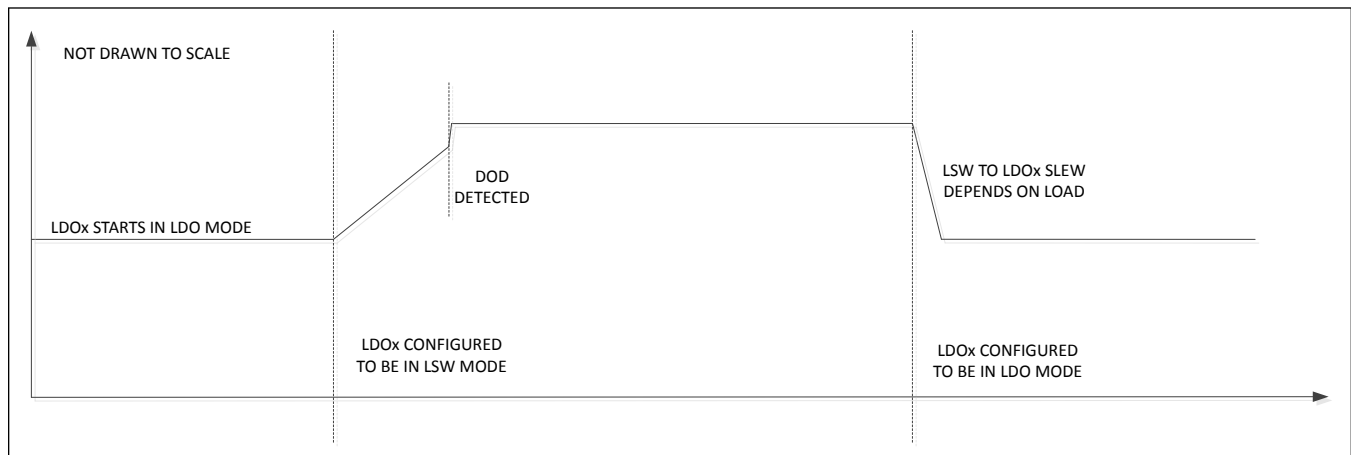 NOT DRAWN TO SCALE
DOD
DETECTED
LSW TO LDOx SLEW
DEPENDS ON LOAD
LDOx STARTS IN LDO MODE
LDOx CONFIGURED
TO BE IN LSW MODE
LDOx CONFIGURED
TO BE IN LDO MODE